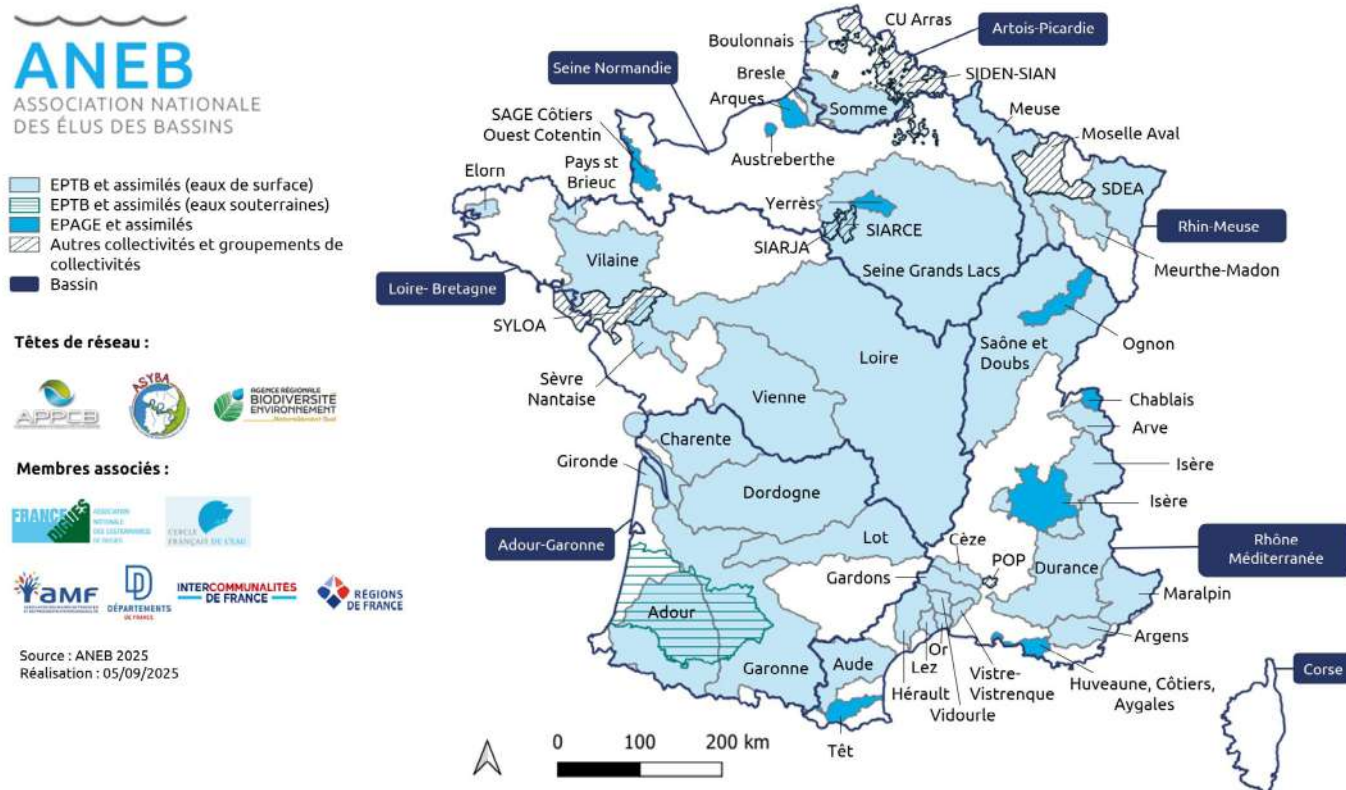 ANEB
ASSOCIATION NATIONALE
DES ÉLUS DES BASSINS
EPTB et assimilés (eaux de surface)
EPTB et assimilés (eaux souterraines)
EPAGE et assimilés
Autres collectivités et groupements de
collectivités
Bassin
Têtes de réseau :
APPCB
ASYBA
AGENCE RÉGIONALE
BIODIVERSITÉ
ENVIRONNEMENT
Membres associés :
FRANCE
DIGUES
ASSOCIATION
NATIONALE
DES GESTIONNAIRES
DE DIGUES
CERCLE
FRANÇAIS DE L'EAU
AMF
DÉPARTEMENTS
DE FRANCE
INTERCOMMUNALITÉS
DE FRANCE
RÉGIONS
DE FRANCE
Source : ANEB 2025
Réalisation : 05/09/2025
CU Arras
Artois-Picardie
Boulonnais
Seine Normandie
Bresle
SIDEN-SIAN
Arques
Somme
Meuse
SAGE Côtiers
Ouest Cotentin
Moselle Aval
Austreberthe
Elorn
Pays st
Brieuc
SDEA
Yerrès
SIARCE
Rhin-Meuse
SIARJA
Vilaine
Seine Grands Lacs
Meurthe-Madon
Loire- Bretagne
SYLOA
Saône et
Doubs
Ognon
Loire
Sèvre
Nantaise
Vienne
Chablais
Arve
Charente
Gironde
Isère
Dordogne
Isère
Adour-Garonne
Lot
Cèze
Rhône
Méditerranée
POP
Durance
Gardons
Maralpin
Adour
Argens
Garonne
Aude
Or
Lez
Vistre-
Vistrenque
Hérault
Huveaune, Côtiers,
Aygales
Vidourle
Corse
Têt
0 100 200 km